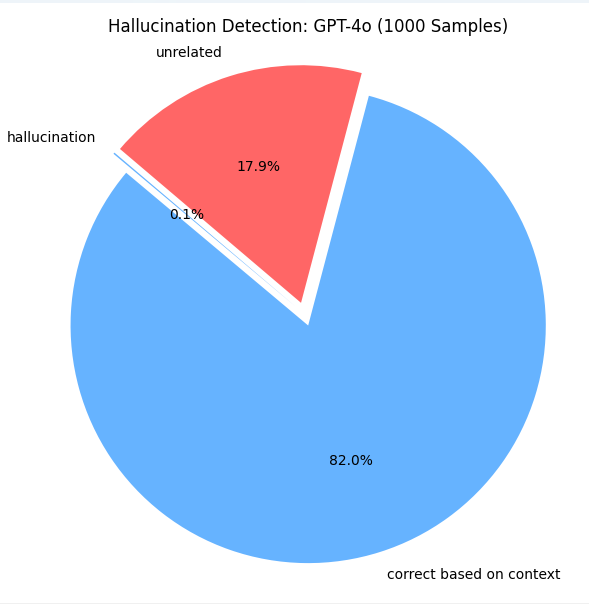 Hallucination Detection: GPT-4o (1000 Samples)
unrelated
hallucination
17.9%
0.1%
82.0%
correct based on context